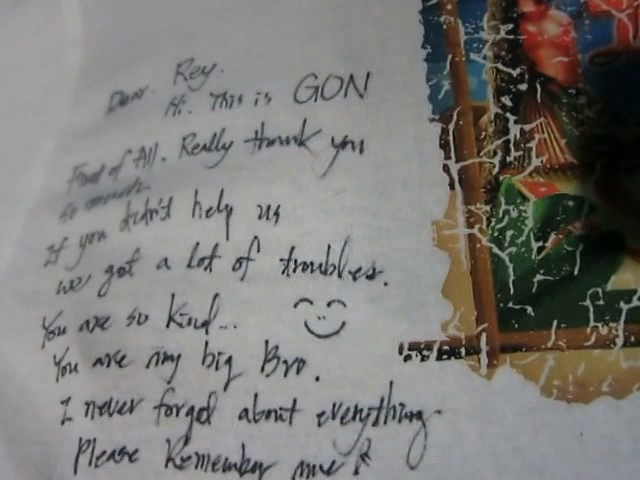 Dear. Rey.
Hi. This is GON
First of All. Really thank you
so much.
If you didn't help us
we got a lot of troubles.
You are so kind...
You are my big Bro.
I never forget about everything.
Please Remember me!